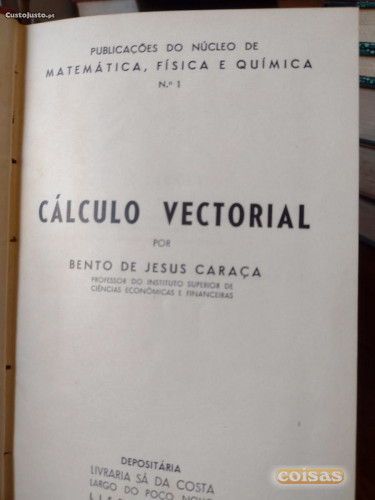 Custojusto.pt
PUBLICAÇÕES DO NÚCLEO DE
MATEMÁTICA, FÍSICA E QUÍMICA
N.º 1
CÁLCULO VECTORIAL
POR
BENTO DE JESUS CARAÇA
PROFESSOR DO INSTITUTO SUPERIOR DE
CIÊNCIAS ECONÓMICAS E FINANCEIRAS
DEPOSITÁRIA
LIVRARIA SÁ DA COSTA
LARGO DO POÇO
coisas